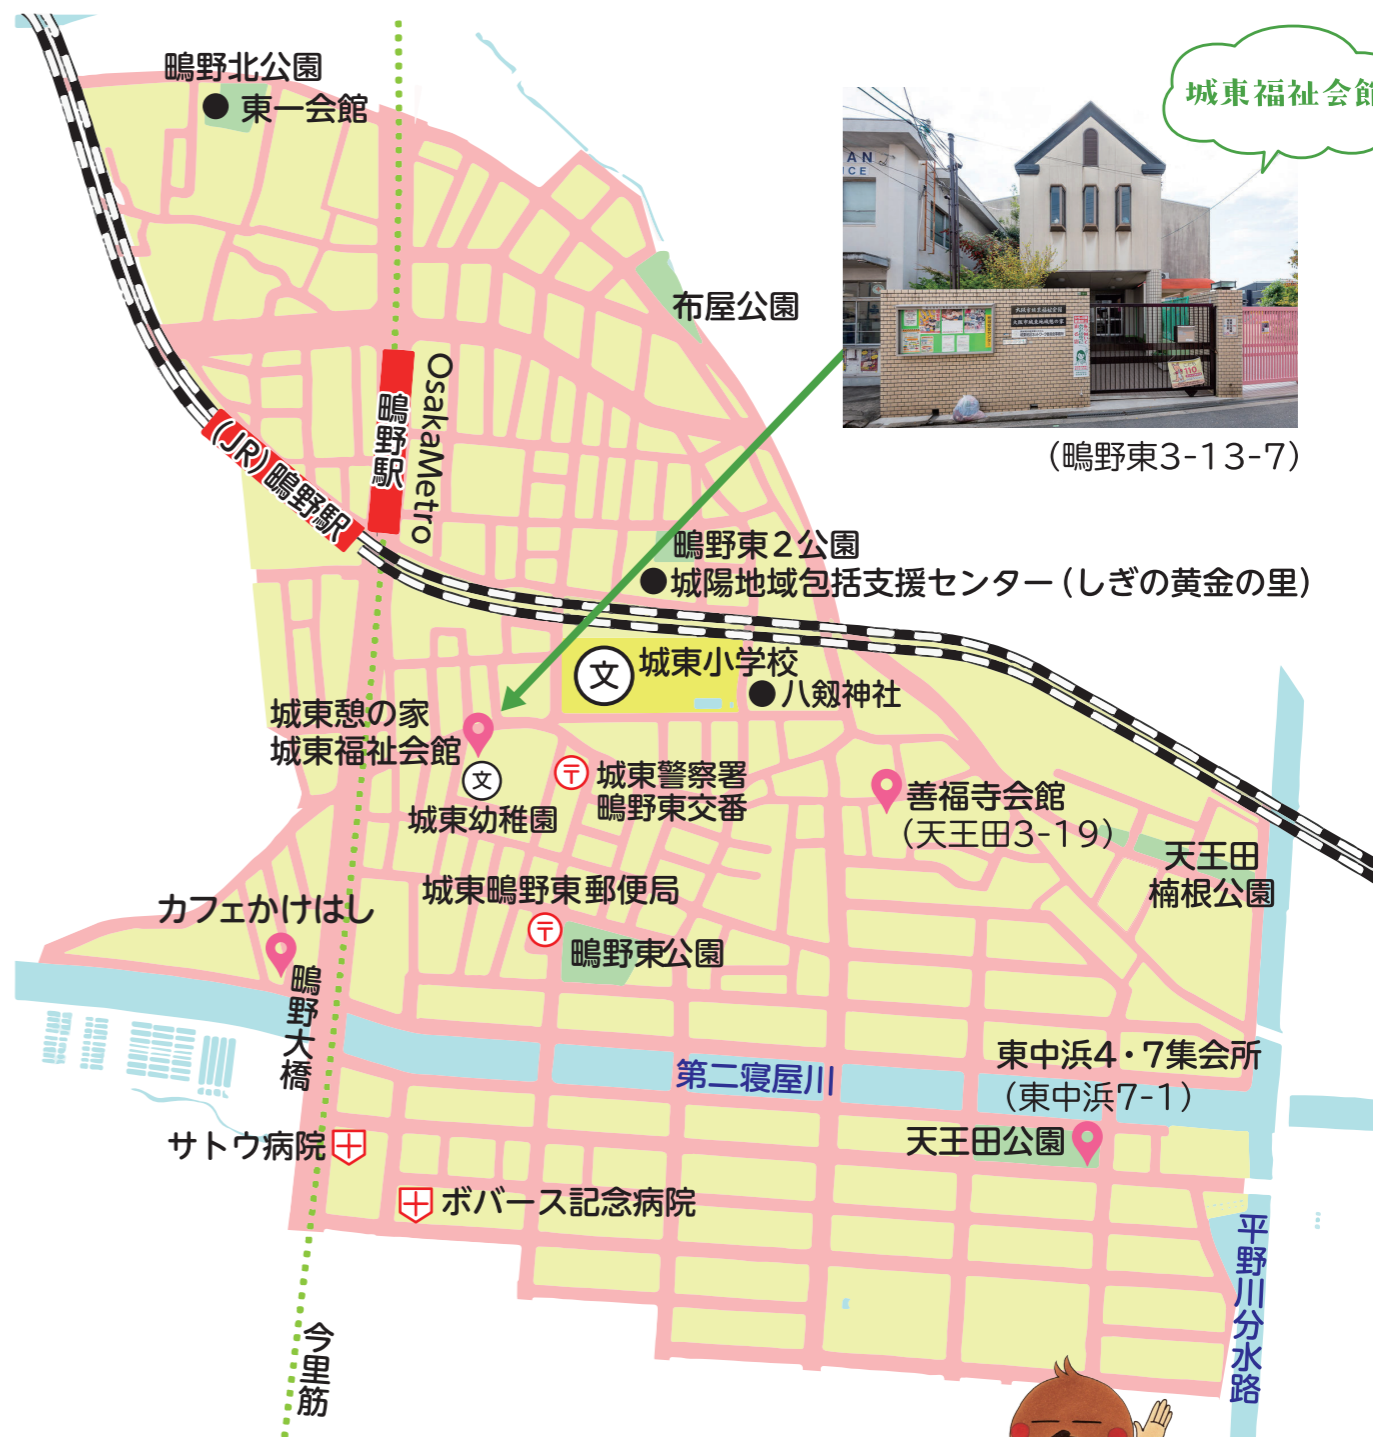 鴫野北公園
東一会館
城東福祉会館
布屋公園
OsakaMetro
鴫野駅
(JR)鴫野駅
(鴫野東3-13-7)
鴫野東2公園
城陽地域包括支援センター(しぎの黄金の里)
文
城東小学校
八剱神社
城東憩の家
城東福祉会館
文
城東幼稚園
城東警察署
鴫野東交番
善福寺会館
(天王田3-19)
天王田
楠根公園
城東鴫野東郵便局
鴫野東公園
カフェかけはし
鴫野大橋
第二寝屋川
東中浜4・7集会所
(東中浜7-1)
天王田公園
サトウ病院
ボバース記念病院
平野川分水路
今里筋